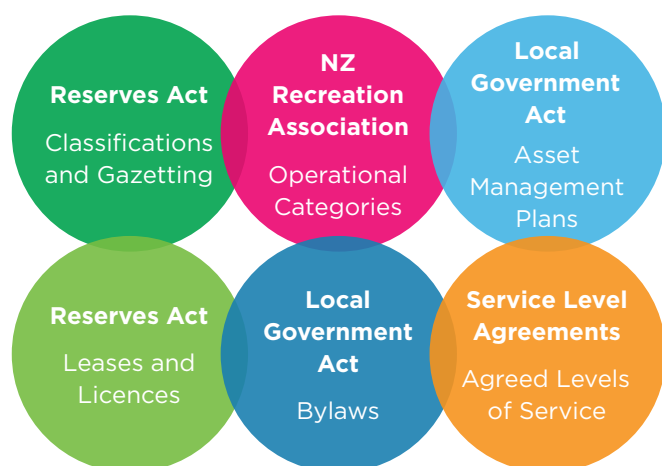 Reserves Act
Classifications
and Gazetting
NZ
Recreation
Association
Operational
Categories
Local
Government
Act
Asset
Management
Plans
Reserves Act
Leases and
Licences
Local
Government
Act
Bylaws
Service Level
Agreements
Agreed Levels
of Service